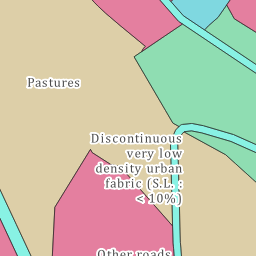 Pastures
Discontinuous
very low
density urban
fabric (S.L. :
< 10%)
Other roads